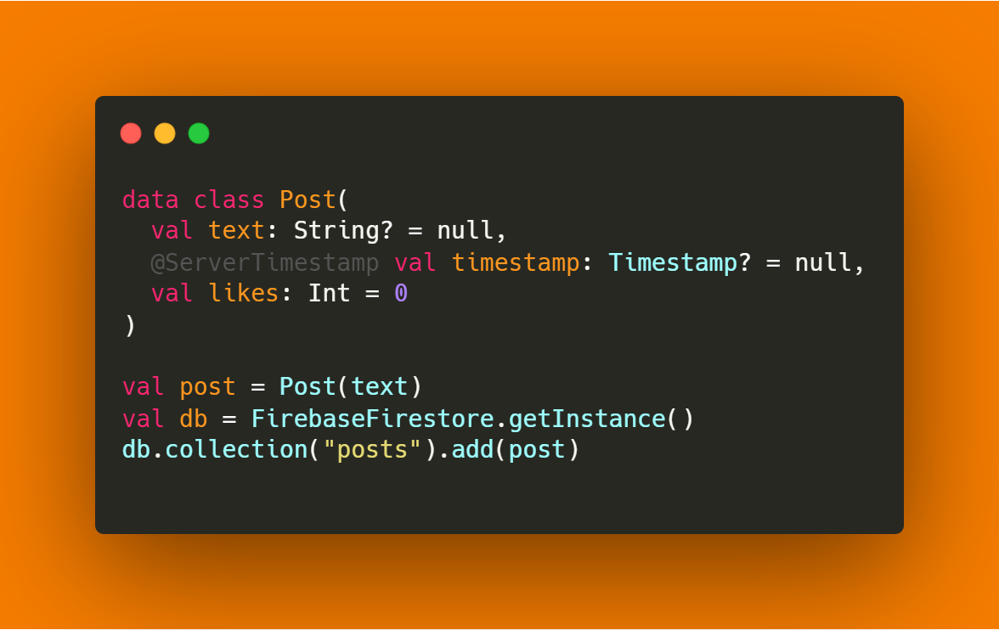 data class Post(
  val text: String? = null,
  @ServerTimestamp val timestamp: Timestamp? = null,
  val likes: Int = 0
)

val post = Post(text)
val db = FirebaseFirestore.getInstance()
db.collection("posts").add(post)